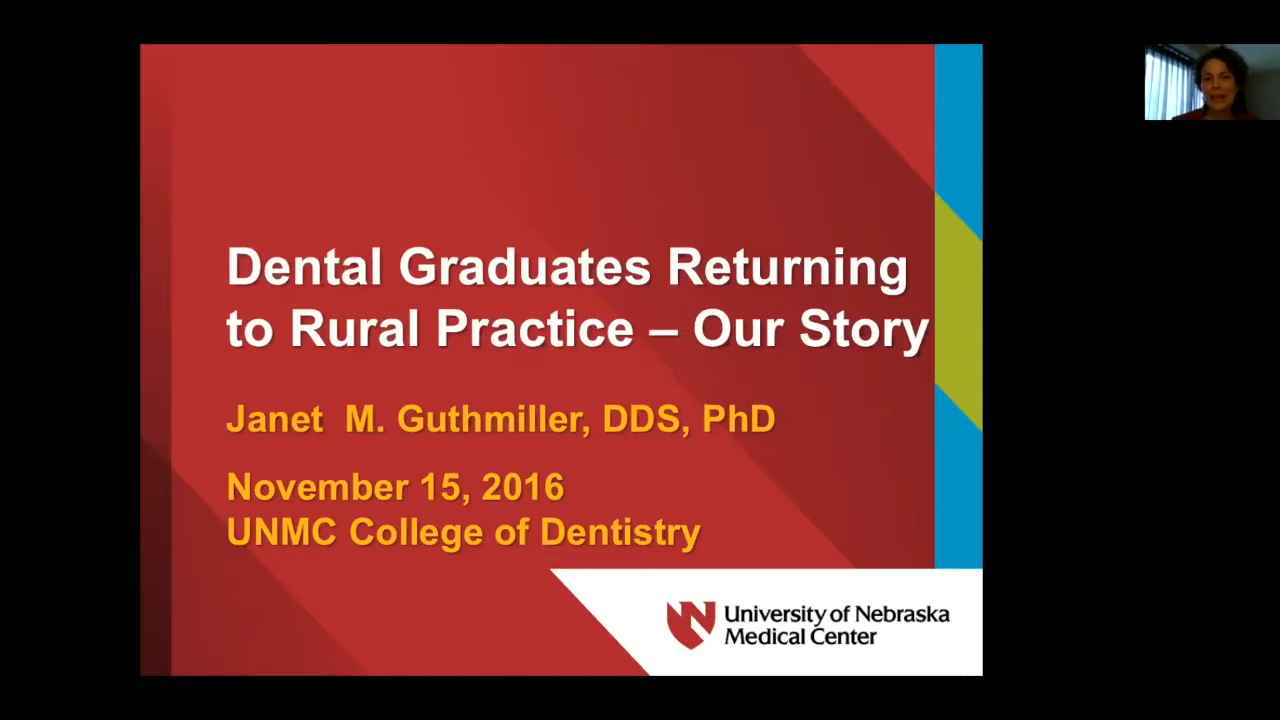 Dental Graduates Returning
to Rural Practice – Our Story
Janet M. Guthmiller, DDS, PhD
November 15, 2016
UNMC College of Dentistry
University of Nebraska
Medical Center